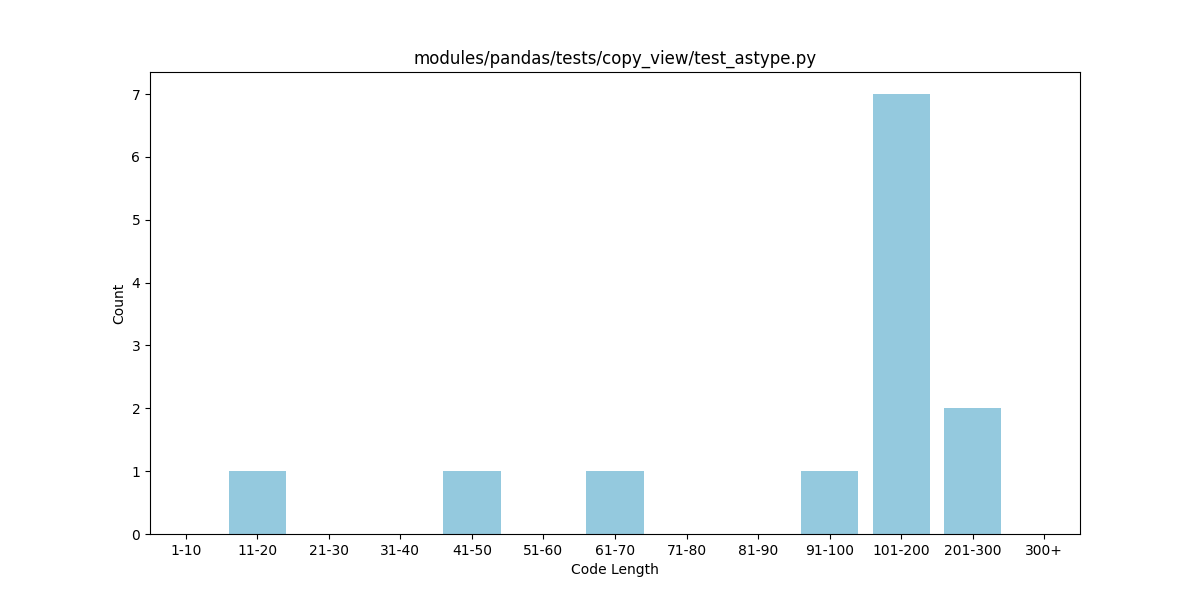 modules/pandas/tests/copy_view/test_astype.py
7
6
5
4
3
2
1
0
Count
1-10 11-20 21-30 31-40 41-50 51-60 61-70 71-80 81-90 91-100 101-200 201-300 300+
Code Length